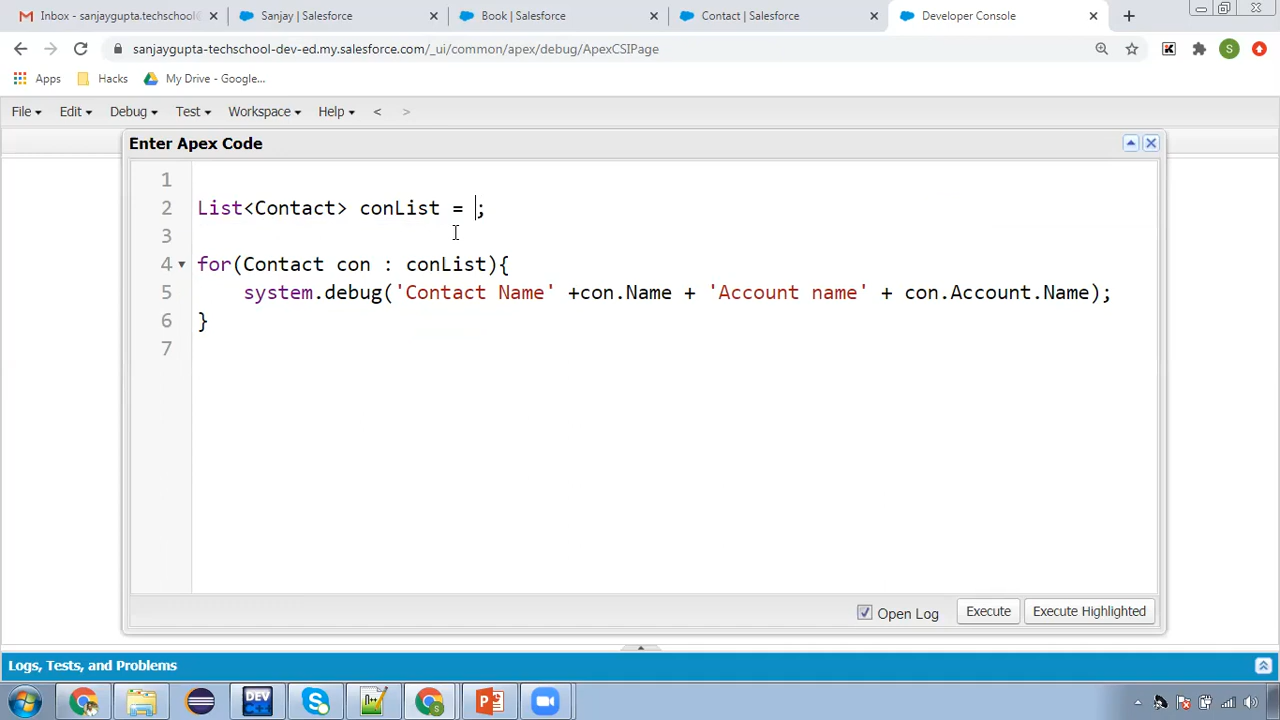 Inbox - sanjaygupta.techschool@
Sanjay | Salesforce
Book | Salesforce
Contact | Salesforce
Developer Console
sanjaygupta-techschool-dev-ed.my.salesforce.com/_ui/common/apex/debug/ApexCSIPage
S
Apps
Hacks
My Drive - Google...
File
Edit
Debug
Test
Workspace
Help
<
>
Enter Apex Code
1
2 List<Contact> conList = ;
3
4 for(Contact con : conList){
5 system.debug('Contact Name' +con.Name + 'Account name' + con.Account.Name);
6 }
7
Open Log
Execute
Execute Highlighted
Logs, Tests, and Problems